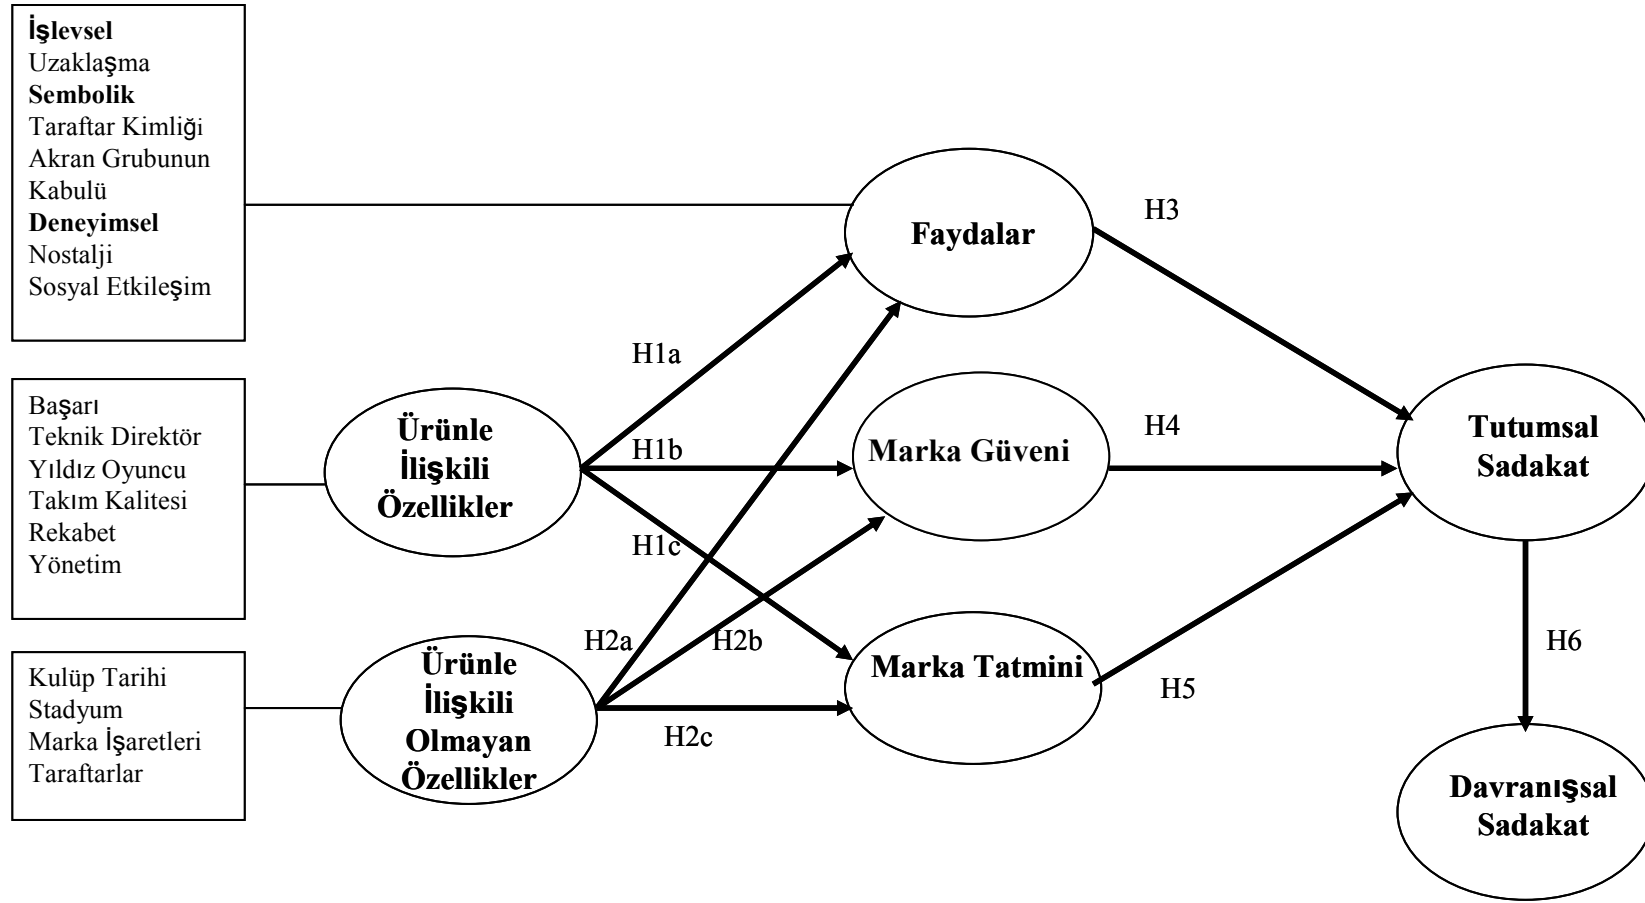 İşlevsel
Uzaklaşma
Sembolik
Taraftar Kimliği
Akran Grubunun
Kabulü
Deneyimsel
Nostalji
Sosyal Etkileşim
Başarı
Teknik Direktör
Yıldız Oyuncu
Takım Kalitesi
Rekabet
Yönetim
Kulüp Tarihi
Stadyum
Marka İşaretleri
Taraftarlar
Ürünle
İlişkili
Özellikler
Ürünle
İlişkili
Olmayan
Özellikler
H1a
H1b
H1c
H2a
H2b
H2c
Faydalar
Marka Güveni
Marka Tatmini
H3
H4
H5
Tutumsal
Sadakat
H6
Davranışsal
Sadakat